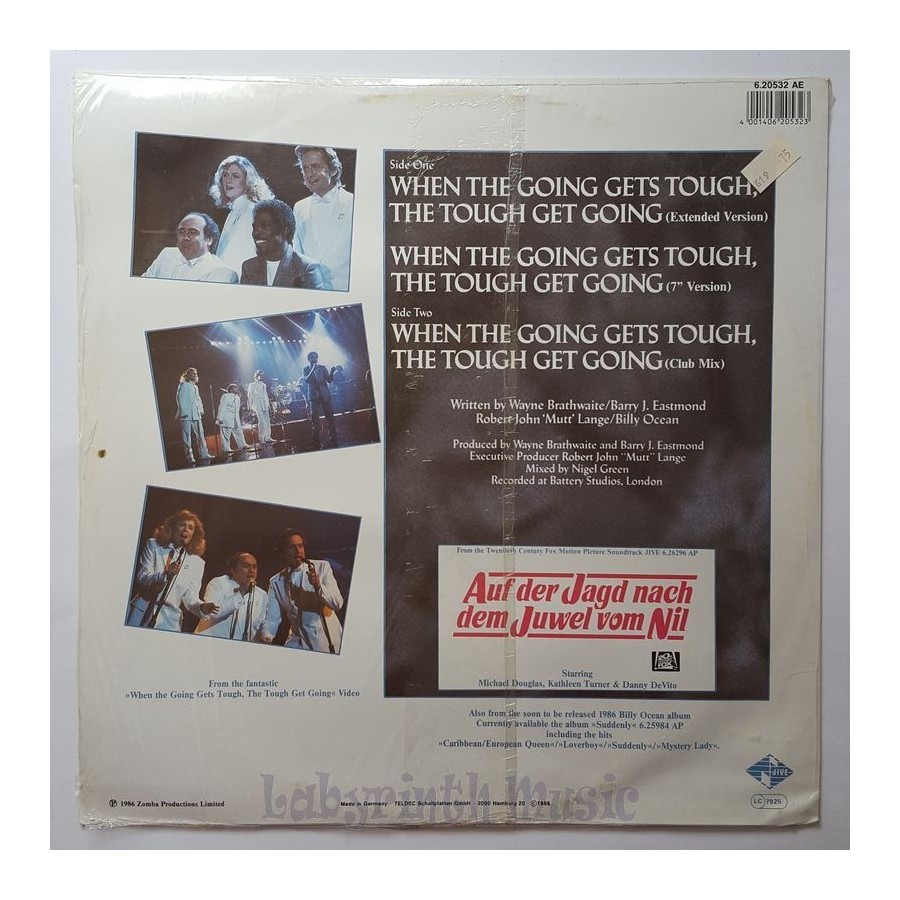 6.20532 AE
4 001406 205323
Side One
WHEN THE GOING GETS TOUGH,
THE TOUGH GET GOING (Extended Version)
WHEN THE GOING GETS TOUGH,
THE TOUGH GET GOING (7" Version)
Side Two
WHEN THE GOING GETS TOUGH,
THE TOUGH GET GOING (Club Mix)
Written by Wayne Brathwaite/Barry J. Eastmond
Robert John 'Mutt' Lange/Billy Ocean
Produced by Wayne Brathwaite and Barry J. Eastmond
Executive Producer Robert John "Mutt" Lange
Mixed by Nigel Green
Recorded at Battery Studios, London
From the Twentieth Century Fox Motion Picture Soundtrack JIVE 6.26296 AP
Auf der Jagd nach
dem Juwel vom Nil
Starring
Michael Douglas, Kathleen Turner & Danny DeVito
From the fantastic
»When the Going Gets Tough, The Tough Get Going« Video
Also from the soon to be released 1986 Billy Ocean album
Currently available the album »Suddenly« 6.25984 AP
including the hits
»Caribbean/European Queen«/»Loverboy«/»Suddenly«/»Mystery Lady«.
JIVE
LC 7825
℗ 1986 Zomba Productions Limited
Made in Germany · TELDEC Schallplatten GmbH · 2000 Hamburg 20 ©1986
Labyrinth Music